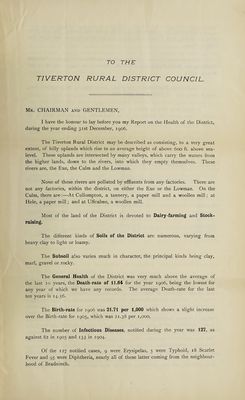 TO THE
TIVERTON RURAL DISTRICT COUNCIL.
MR. CHAIRMAN AND GENTLEMEN,
I have the honour to lay before you my Report on the Health of the District,
during the year ending 31st December, 1906.
The Tiverton Rural District may be described as consisting, to a very great
extent, of hilly uplands which rise to an average height of above 600 ft. above sea-
level. These uplands are intersected by many valleys, which carry the waters from
the higher lands, down to the rivers, into which they empty themselves. These
rivers are, the Exe, the Culm and the Lowman.
None of these rivers are polluted by effluents from any factories. There are
not any factories, within the district, on either the Exe or the Lowman. On the
Culm, there are:—At Cullompton, a tannery, a paper mill and a woollen mill; at
Hele, a paper mill; and at Uffculme, a woollen mill.
Most of the land of the District is devoted to Dairy-farming and Stock-
raising.
The different kinds of Soils of the District are numerous, varying from
heavy clay to light or loamy.
The Subsoil also varies much in character, the principal kinds being clay,
marl, gravel or rocky.
The General Health of the District was very much above the average of
the last 10 years, the Death-rate of 11.64 for the year 1906, being the lowest for
any year of which we have any records. The average Death-rate for the last
ten years is 14.36.
The Birth-rate for 1906 was 21.71 per 1,000 which shows a slight increase
over the Birth-rate for 1905, which was 21.38 per 1,000.
The number of Infectious Diseases, notified during the year was 127, as
against 62 in 1905 and 133 in 1904.
Of the 127 notified cases, 9 were Erysipelas, 5 were Typhoid, 18 Scarlet
Fever and 95 were Diphtheria, nearly all of these latter coming from the neighbour-
hood of Bradninch.